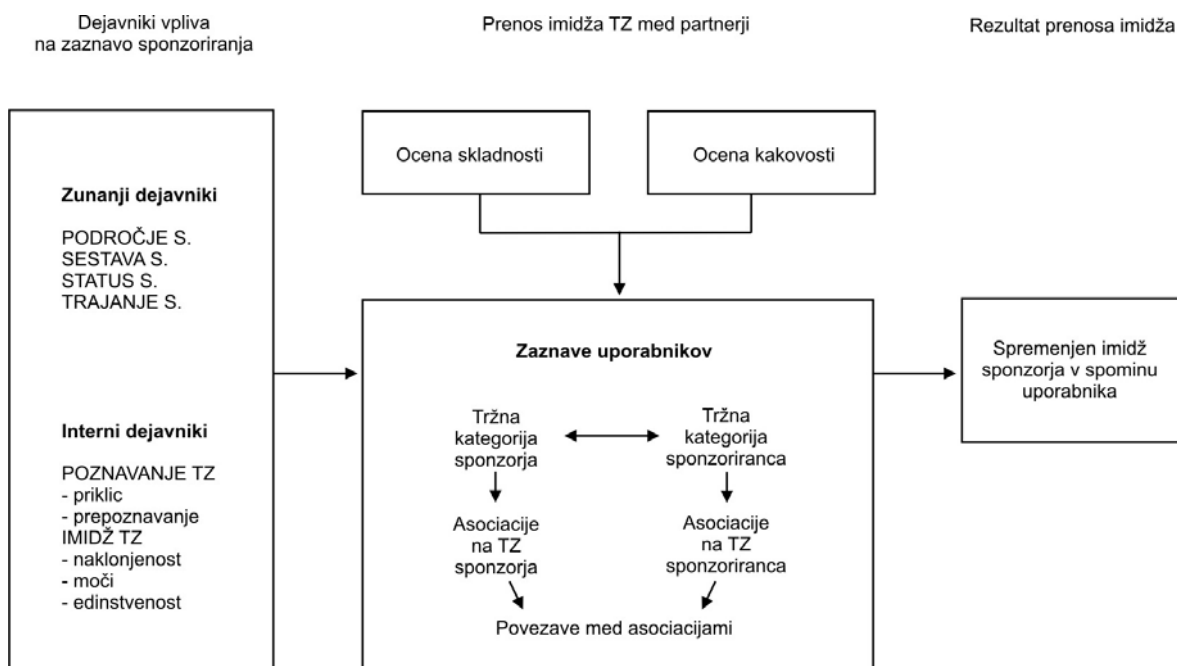 Dejavniki vpliva
na zaznavo sponzoriranja
Prenos imidža TZ med partnerji
Rezultat prenosa imidža
Zunanji dejavniki
PODROČJE S.
SESTAVA S.
STATUS S.
TRAJANJE S.
Interni dejavniki
POZNAVANJE TZ
- priklic
- prepoznavanje
IMIDŽ TZ
- naklonjenost
- moči
- edinstvenost
Ocena skladnosti
Ocena kakovosti
Zaznave uporabnikov
Tržna
kategorija
sponzorja
Tržna
kategorija
sponzoriranca
Asociacije
na TZ
sponzorja
Asociacije
na TZ
sponzoriranca
Povezave med asociacijami
Spremenjen imidž
sponzorja v spominu
uporabnika